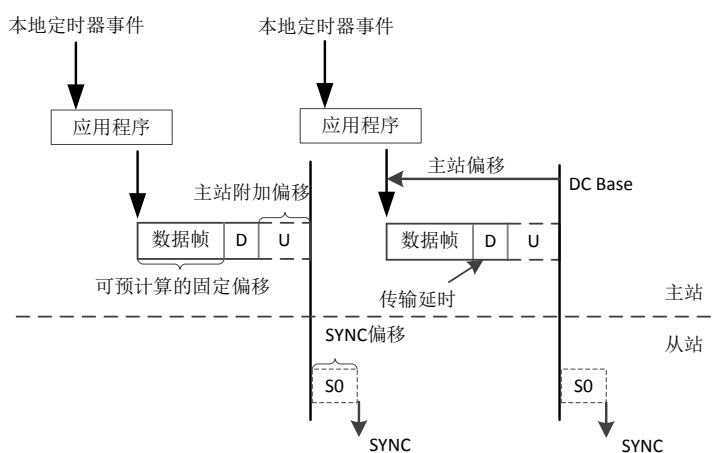 本地定时器事件
本地定时器事件
应用程序
应用程序
主站偏移
DC Base
主站附加偏移
数据帧
D
U
数据帧
D
U
可预计算的固定偏移
传输延时
主站
SYNC偏移
从站
S0
S0
SYNC
SYNC